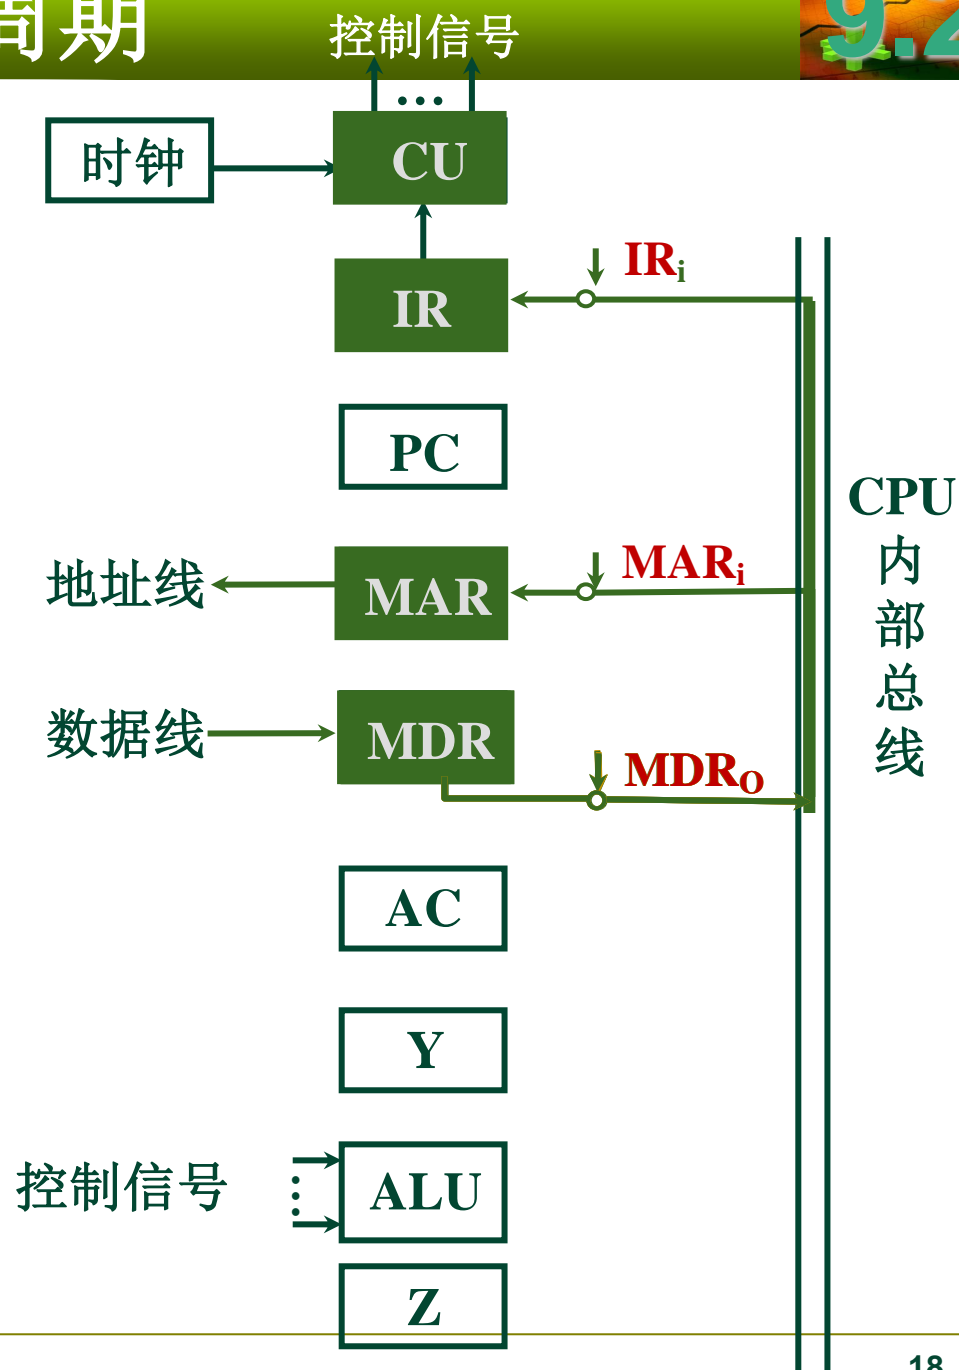 周期
控制信号
9.2
...
时钟
CU
IRi
IR
PC
CPU
内
部
总
线
MARi
地址线
MAR
数据线
MDR
MDRO
AC
Y
控制信号
ALU
Z
18